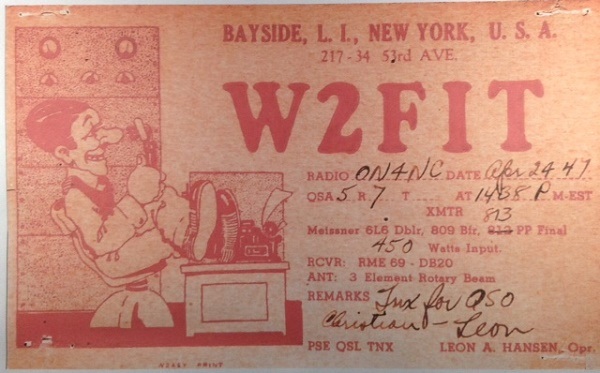 BAYSIDE, L. I., NEW YORK, U. S. A.
217-34 53rd AVE.
W2FIT
RADIO ON4NC DATE Apr 24 47
QSA 5 R 7 T AT 1438 P M-EST
XMTR 813
Meissner 6L6 Dblr, 809 Bfr, 813 PP Final
450 Watts Input.
RCVR: RME 69 - DB20
ANT: 3 Element Rotary Beam
REMARKS Tnx for QSO
Christian - Leon
PSE QSL TNX LEON A. HANSEN, Opr.
PRINT